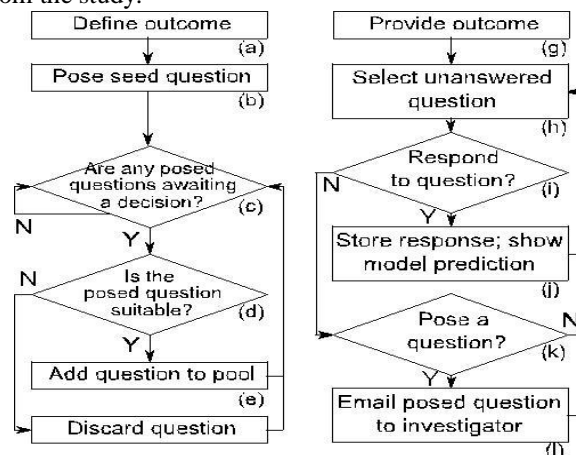 om the study.
Define outcome
(a)
Pose seed question
(b)
Are any posed
questions awaiting
a decision?
(c)
N
Y
Is the
posed question
suitable?
(d)
N
Y
Add question to pool
(e)
Discard question
Provide outcome
(g)
Select unanswered
question
(h)
Respond
to question?
(i)
N
Y
Store response; show
model prediction
(j)
Pose a
question?
(k)
N
Y
Email posed question
to investigator
(l)